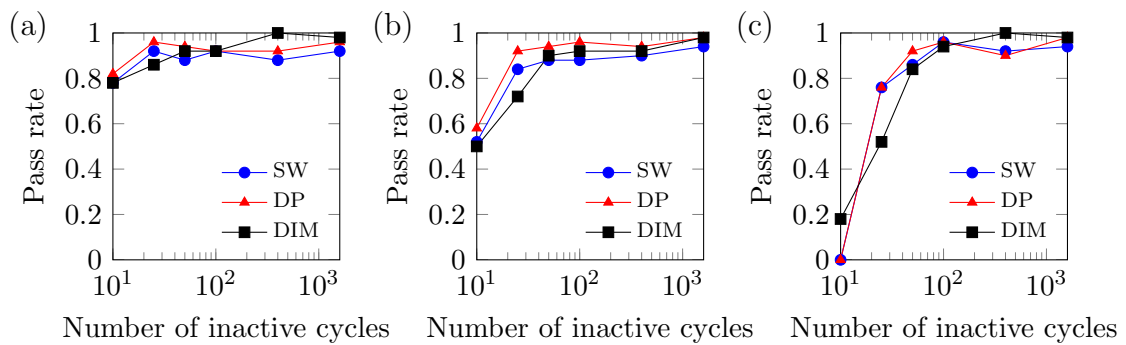 (a)
Pass rate
1
0.8
0.6
0.4
0.2
0
SW
DP
DIM
10^1
10^2
10^3
Number of inactive cycles
(b)
Pass rate
1
0.8
0.6
0.4
0.2
0
SW
DP
DIM
10^1
10^2
10^3
Number of inactive cycles
(c)
Pass rate
1
0.8
0.6
0.4
0.2
0
SW
DP
DIM
10^1
10^2
10^3
Number of inactive cycles